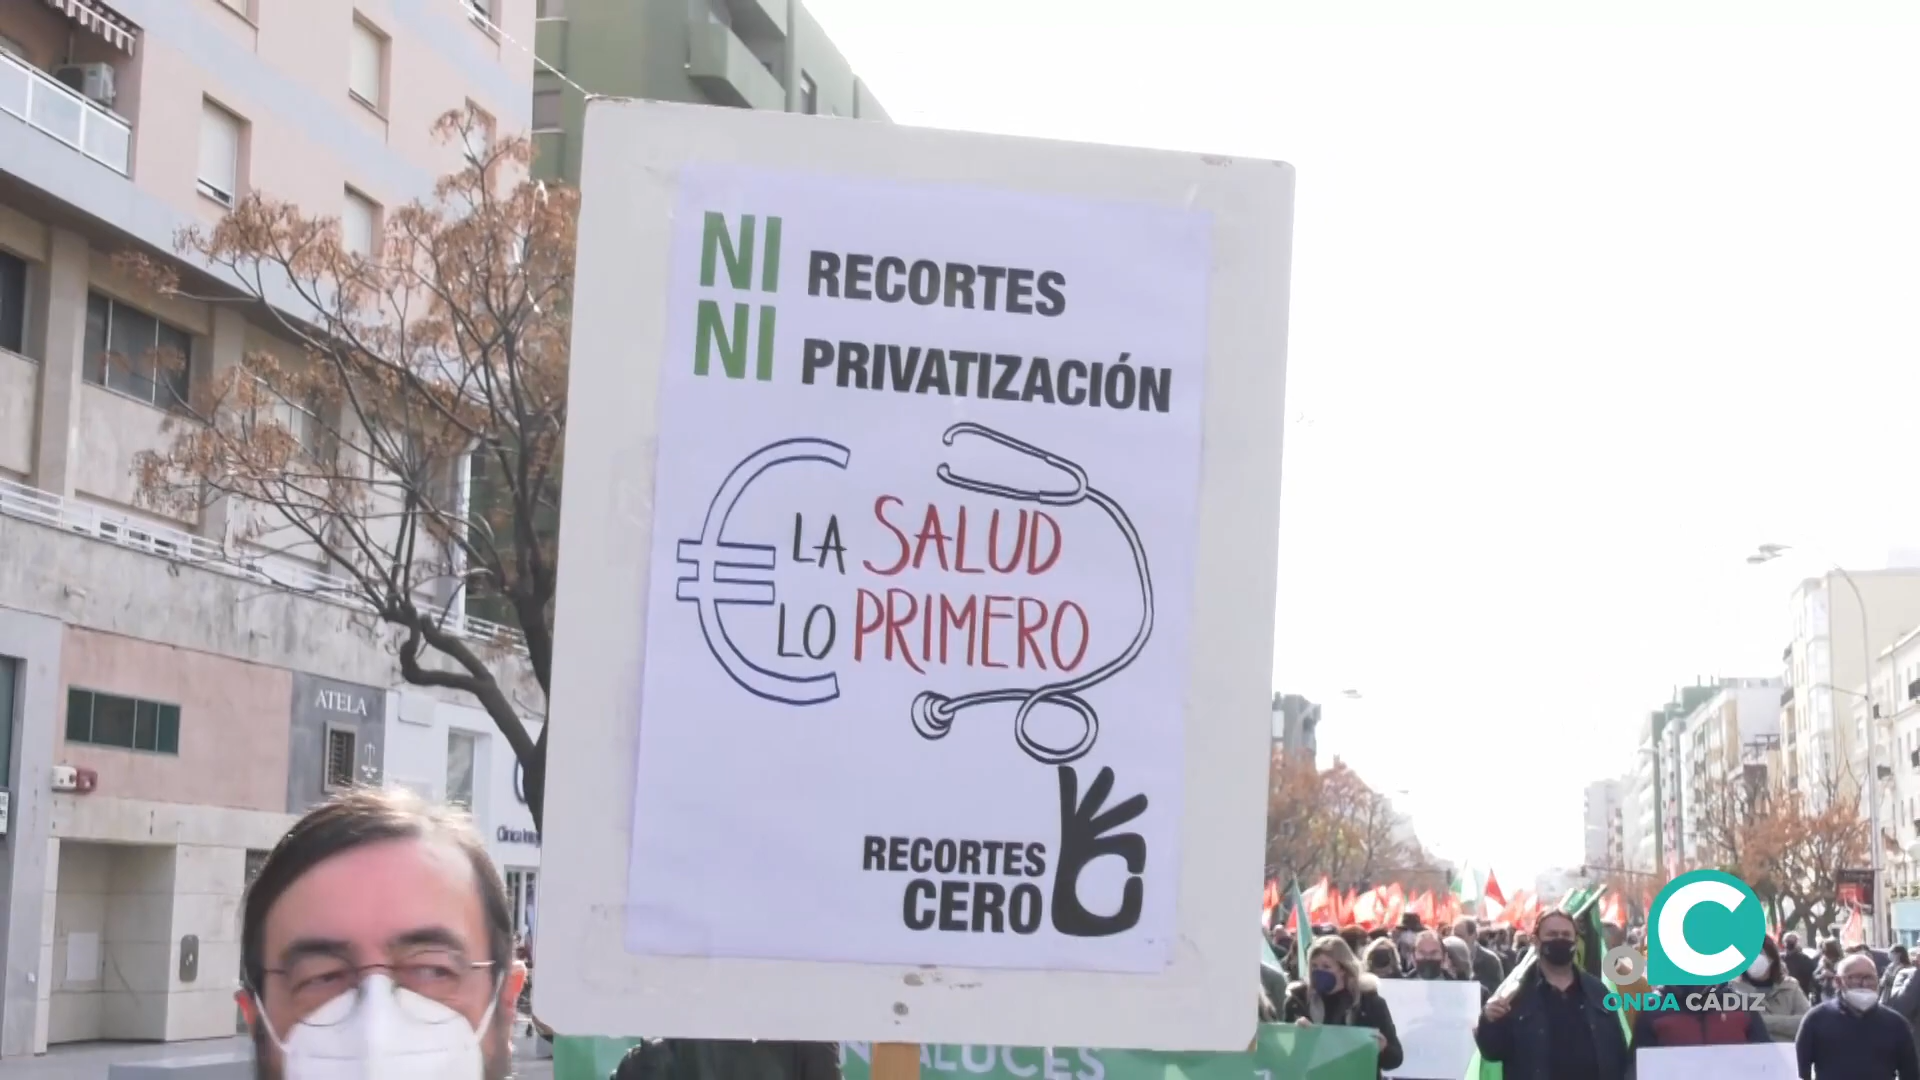 NI RECORTES
NI PRIVATIZACIÓN
LA SALUD
LO PRIMERO
RECORTES
CERO
ATELA
ONDA CÁDIZ